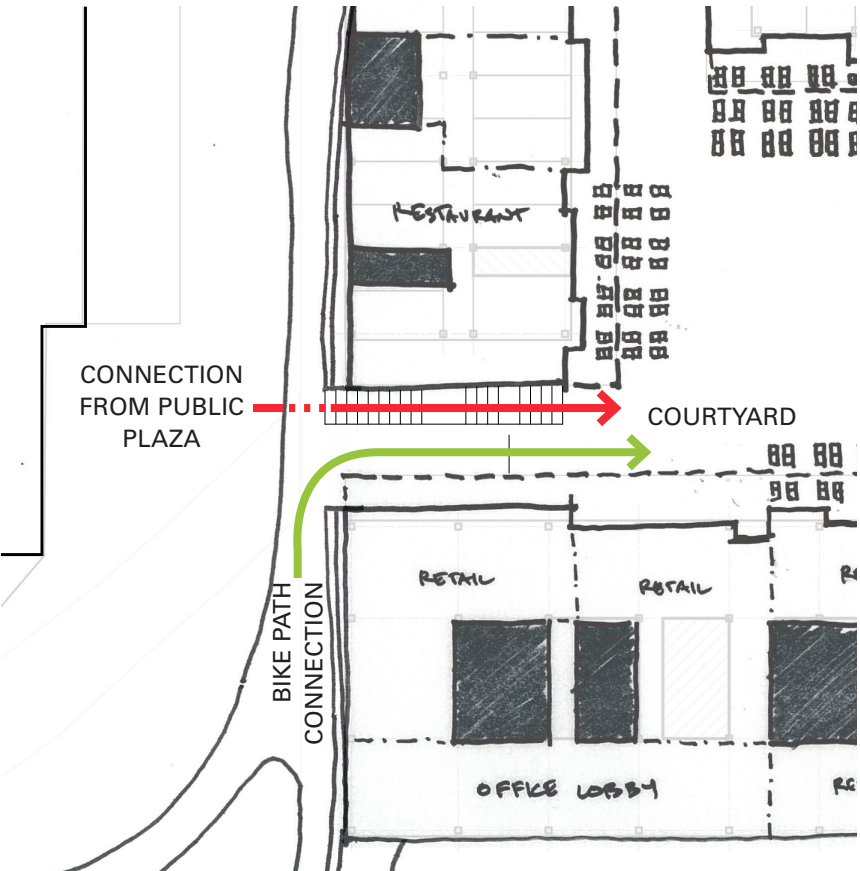 RESTAURANT
CONNECTION
FROM PUBLIC
PLAZA
COURTYARD
BIKE PATH
CONNECTION
RETAIL
RETAIL
OFFICE LOBBY